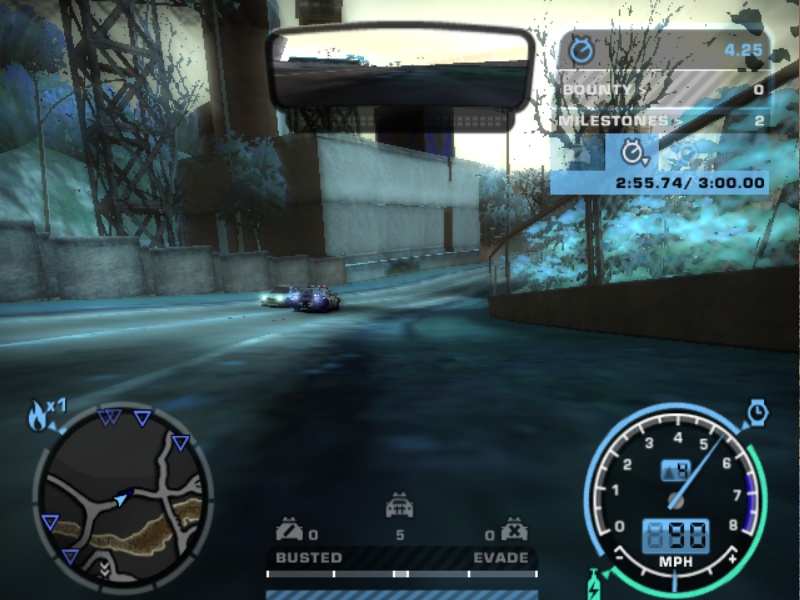 4.25
BOUNTY 0
MILESTONES 2
2:55.74/ 3:00.00
x1
0 5 0
BUSTED EVADE
0 1 2 3 4 5 6 7 8
4
90
MPH
- +